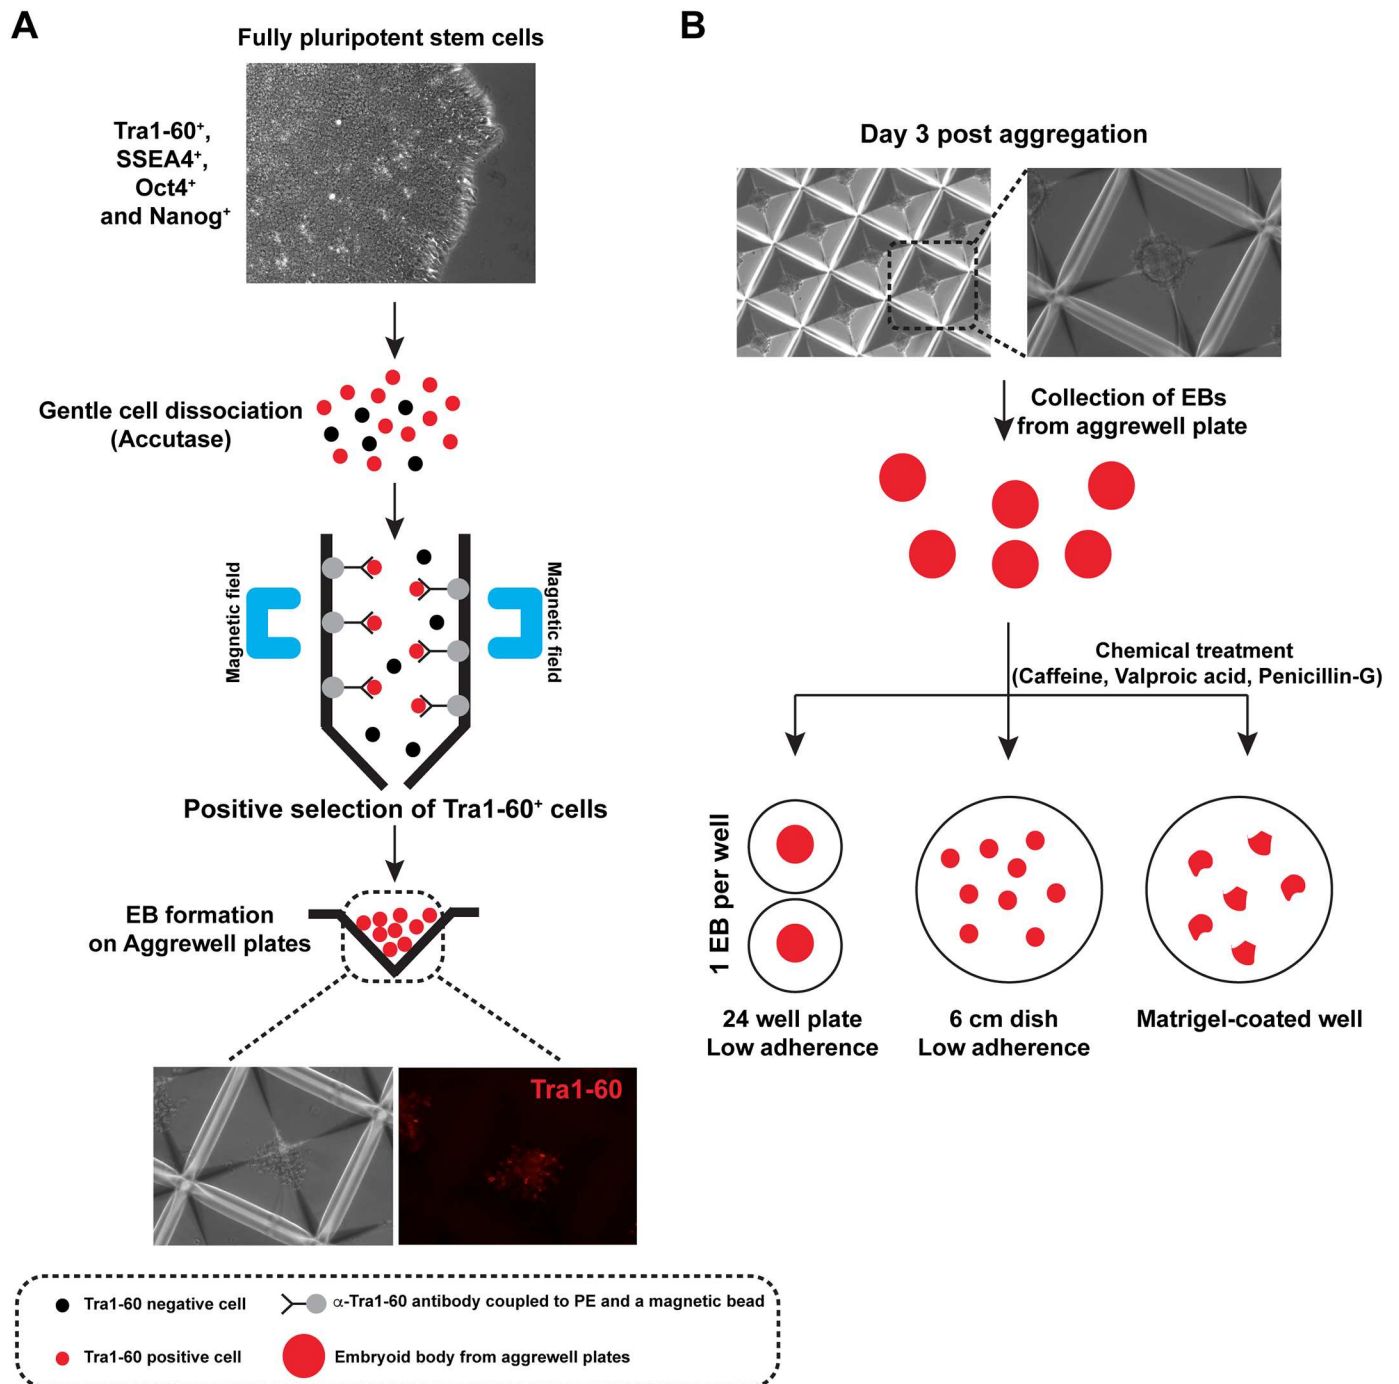 A
Fully pluripotent stem cells
Tra1-60⁺,
SSEA4⁺,
Oct4⁺
and Nanog⁺
Gentle cell dissociation
(Accutase)
Magnetic field
Magnetic field
Positive selection of Tra1-60⁺ cells
EB formation
on Aggrewell plates
Tra1-60
B
Day 3 post aggregation
Collection of EBs
from aggrewell plate
Chemical treatment
(Caffeine, Valproic acid, Penicillin-G)
1 EB per well
24 well plate
Low adherence
6 cm dish
Low adherence
Matrigel-coated well
Tra1-60 negative cell
α-Tra1-60 antibody coupled to PE and a magnetic bead
Tra1-60 positive cell
Embryoid body from aggrewell plates